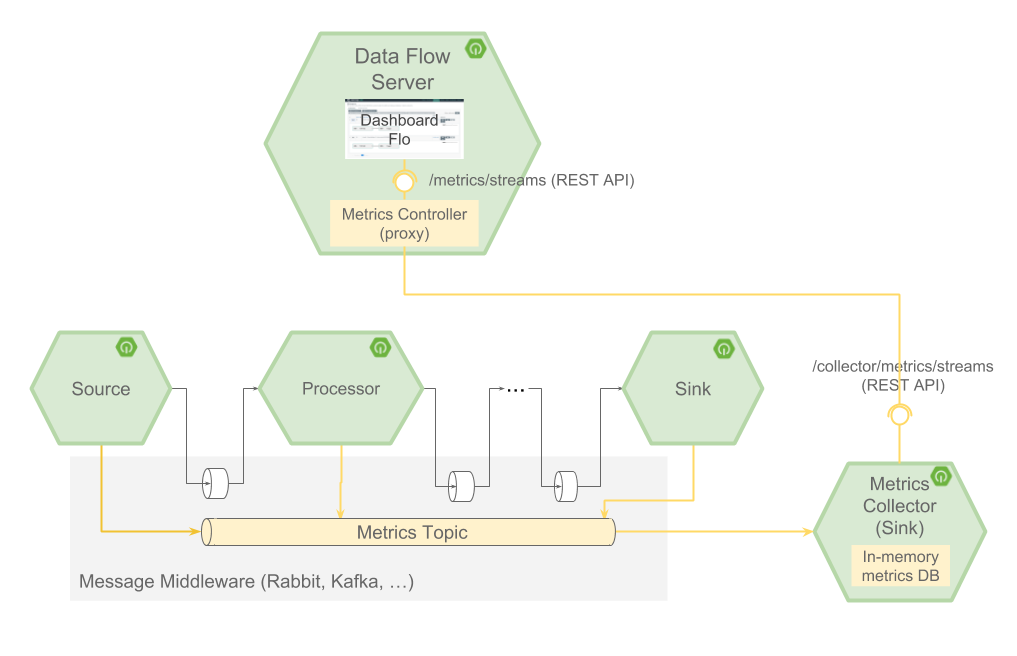 Data Flow
Server
Dashboard
Flo
/metrics/streams (REST API)
Metrics Controller
(proxy)
Source
Processor
...
Sink
/collector/metrics/streams
(REST API)
Metrics
Collector
(Sink)
In-memory
metrics DB
Metrics Topic
Message Middleware (Rabbit, Kafka, …)